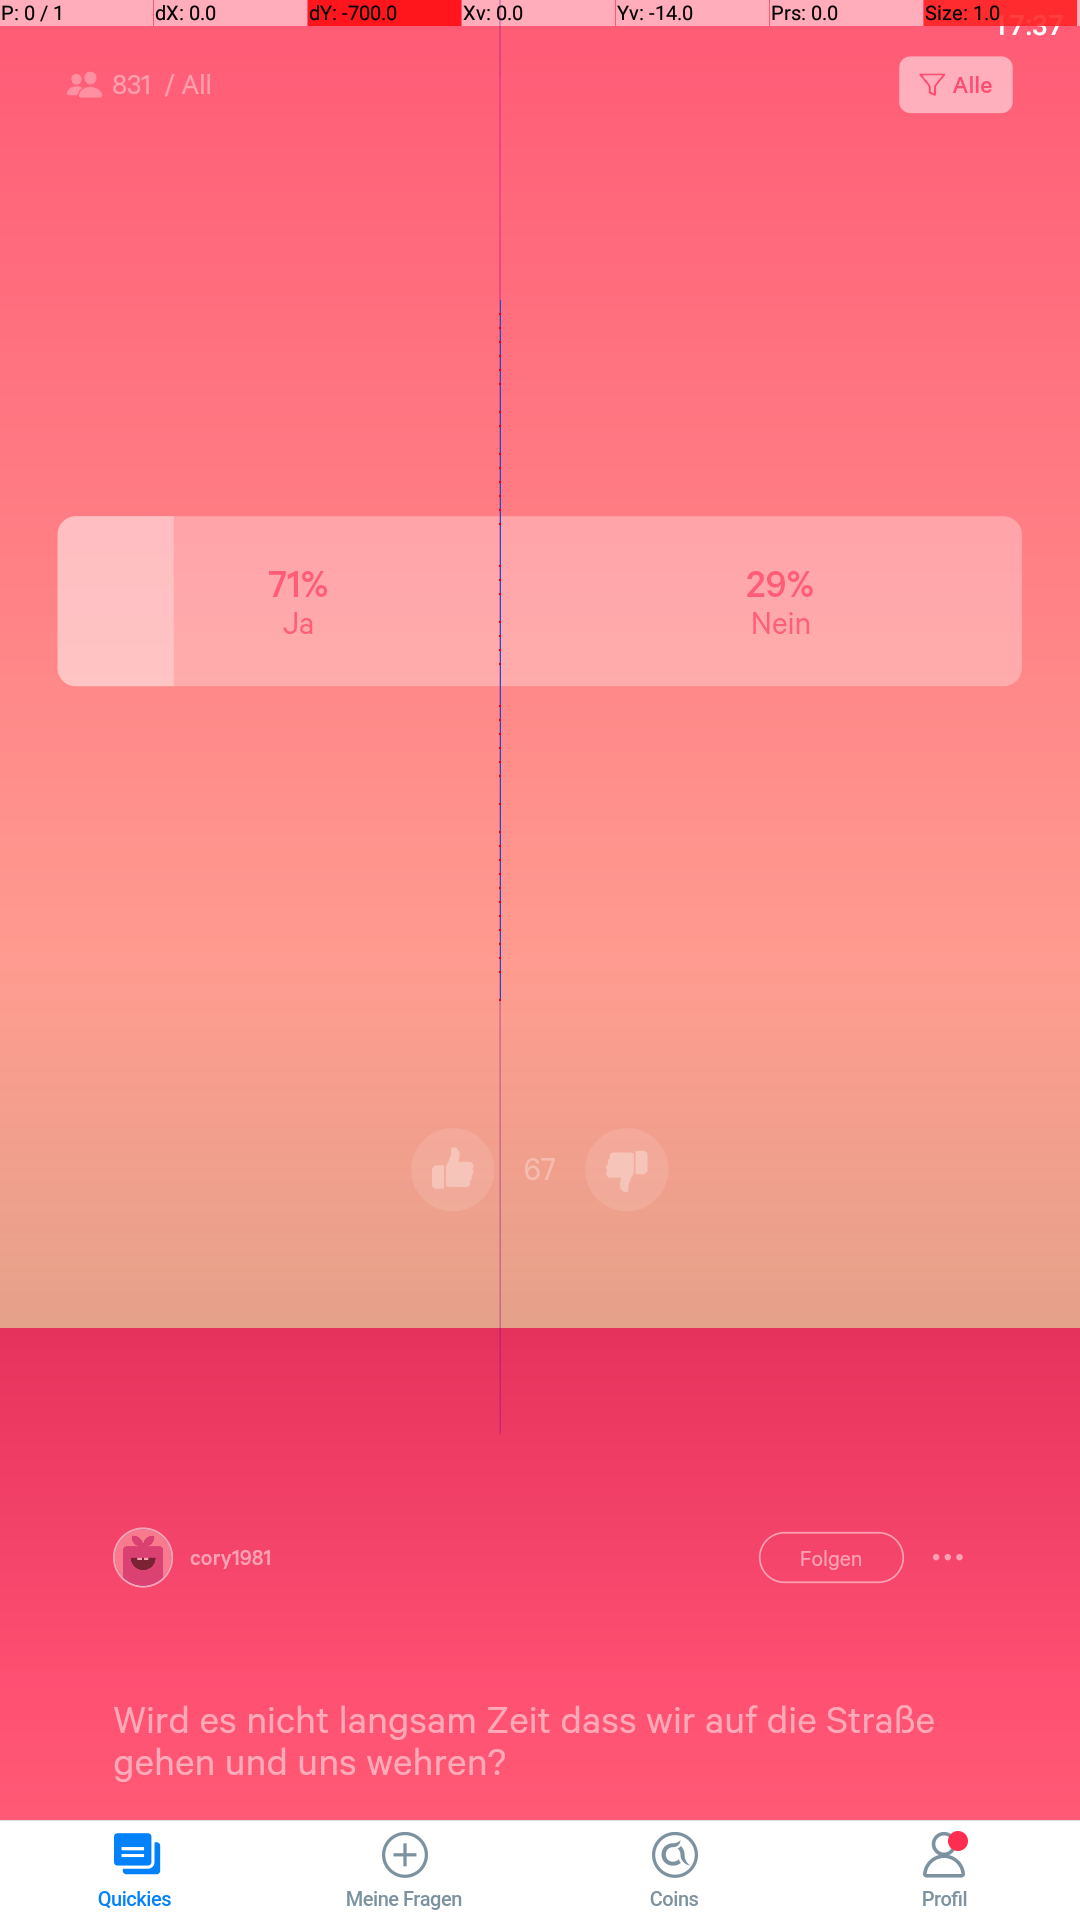 P: 0 / 1 dX: 0.0 dY: -700.0 Xv: 0.0 Yv: -14.0 Prs: 0.0 Size: 1.0
17:37
831 / All Alle
71% 29%
Ja Nein
67
cory1981 Folgen
Wird es nicht langsam Zeit dass wir auf die Straße
gehen und uns wehren?
Quickies Meine Fragen Coins Profil